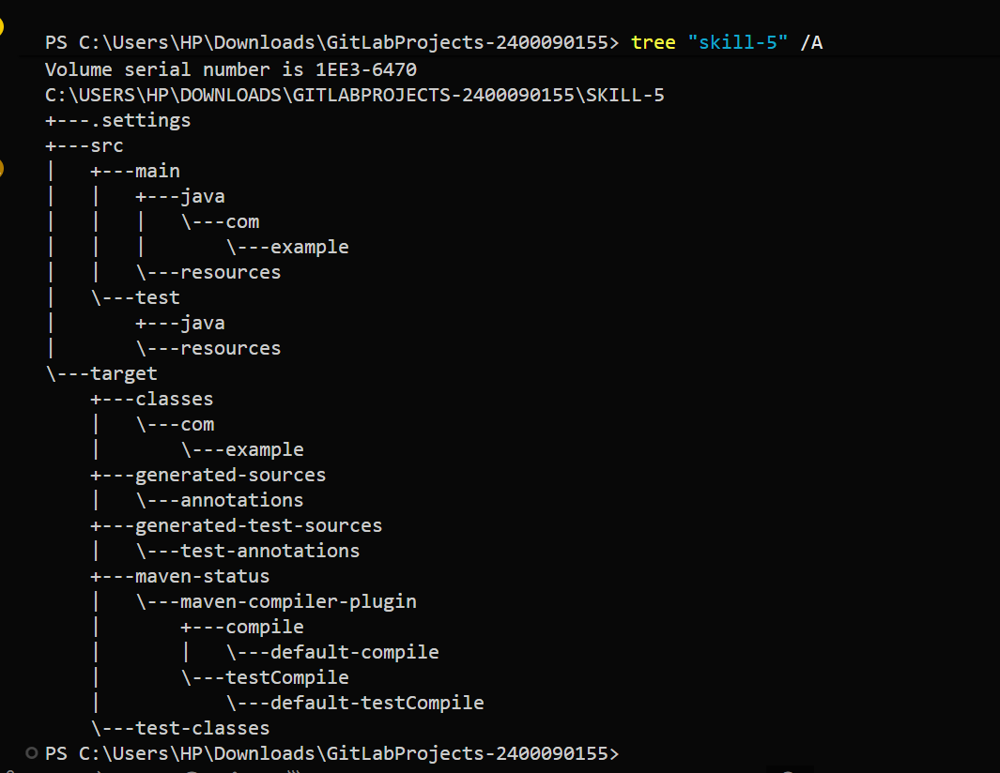 PS C:\Users\HP\Downloads\GitLabProjects-2400090155> tree "skill-5" /A
Volume serial number is 1EE3-6470
C:\USERS\HP\DOWNLOADS\GITLABPROJECTS-2400090155\SKILL-5
+---.settings
+---src
|   +---main
|   |   +---java
|   |   |   \---com
|   |   |       \---example
|   |   \---resources
|   \---test
|       +---java
|       \---resources
\---target
    +---classes
    |   \---com
    |       \---example
    +---generated-sources
    |   \---annotations
    +---generated-test-sources
    |   \---test-annotations
    +---maven-status
    |   \---maven-compiler-plugin
    |       +---compile
    |       |   \---default-compile
    |       \---testCompile
    |           \---default-testCompile
    \---test-classes
PS C:\Users\HP\Downloads\GitLabProjects-2400090155>